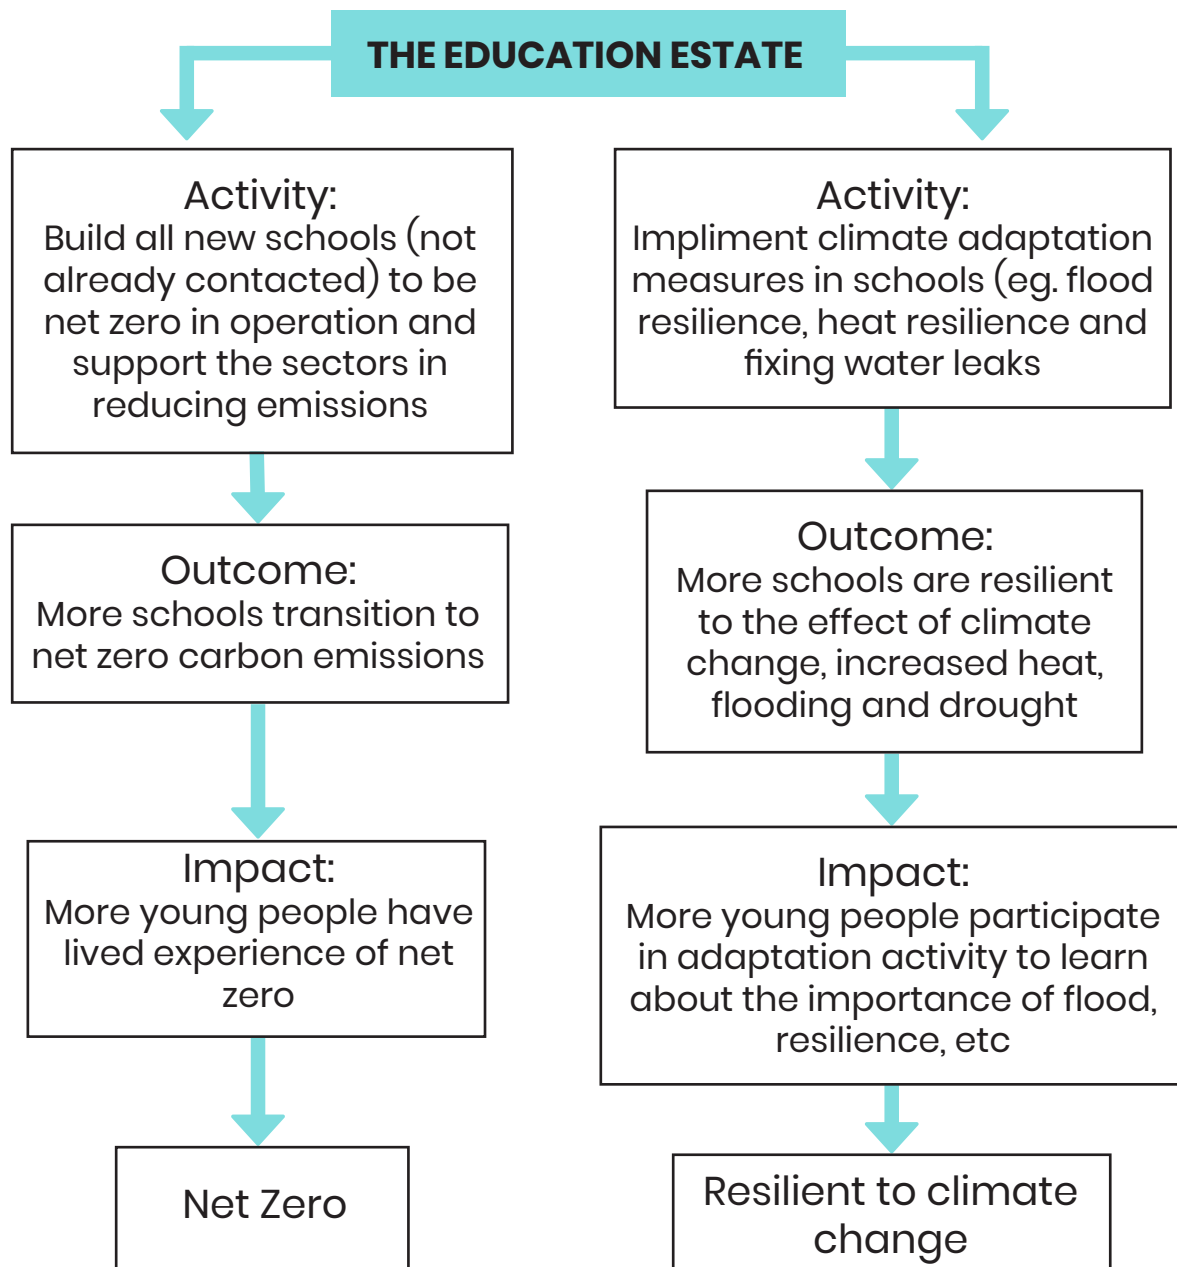 THE EDUCATION ESTATE
Activity:
Build all new schools (not
already contacted) to be
net zero in operation and
support the sectors in
reducing emissions
Outcome:
More schools transition to
net zero carbon emissions
Impact:
More young people have
lived experience of net
zero
Net Zero
Activity:
Impliment climate adaptation
measures in schools (eg. flood
resilience, heat resilience and
fixing water leaks
Outcome:
More schools are resilient
to the effect of climate
change, increased heat,
flooding and drought
Impact:
More young people participate
in adaptation activity to learn
about the importance of flood,
resilience, etc
Resilient to climate
change